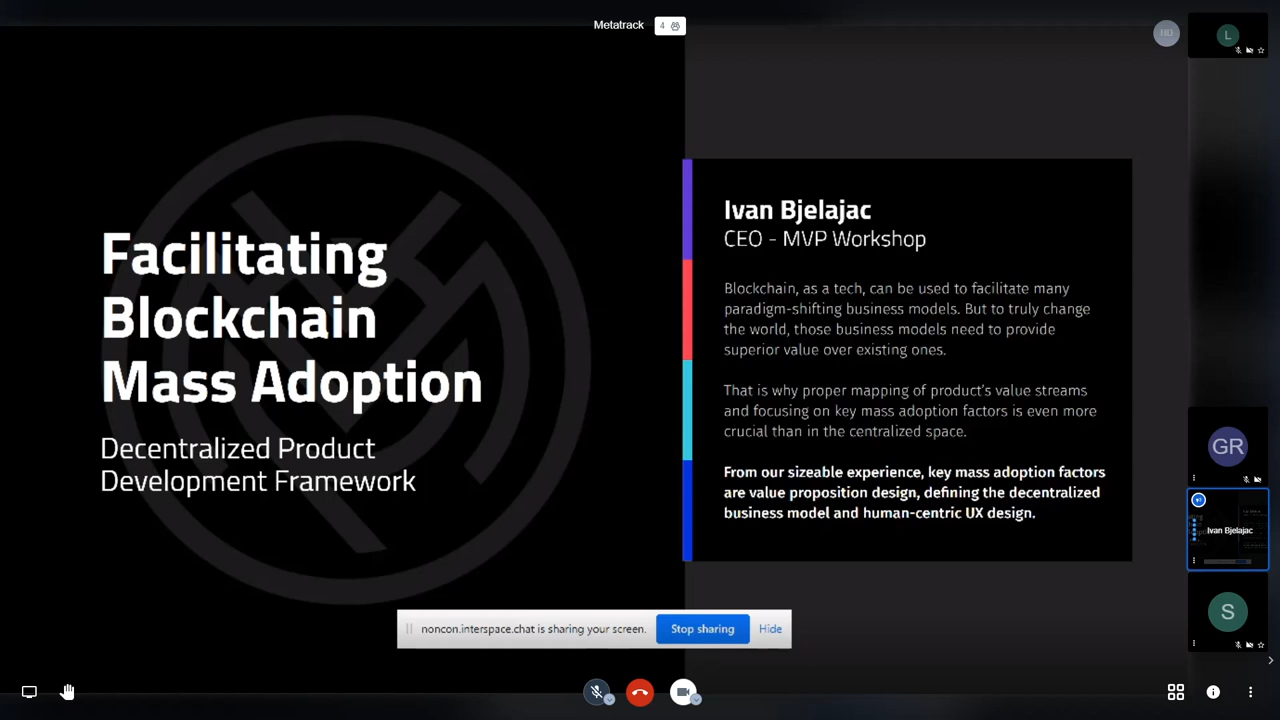 Metatrack
4
HD
L
Facilitating
Blockchain
Mass Adoption
Decentralized Product
Development Framework
Ivan Bjelajac
CEO - MVP Workshop
Blockchain, as a tech, can be used to facilitate many
paradigm-shifting business models. But to truly change
the world, those business models need to provide
superior value over existing ones.
That is why proper mapping of product's value streams
and focusing on key mass adoption factors is even more
crucial than in the centralized space.
From our sizeable experience, key mass adoption factors
are value proposition design, defining the decentralized
business model and human-centric UX design.
GR
Ivan Bjelajac
S
noncon.interspace.chat is sharing your screen.
Stop sharing
Hide